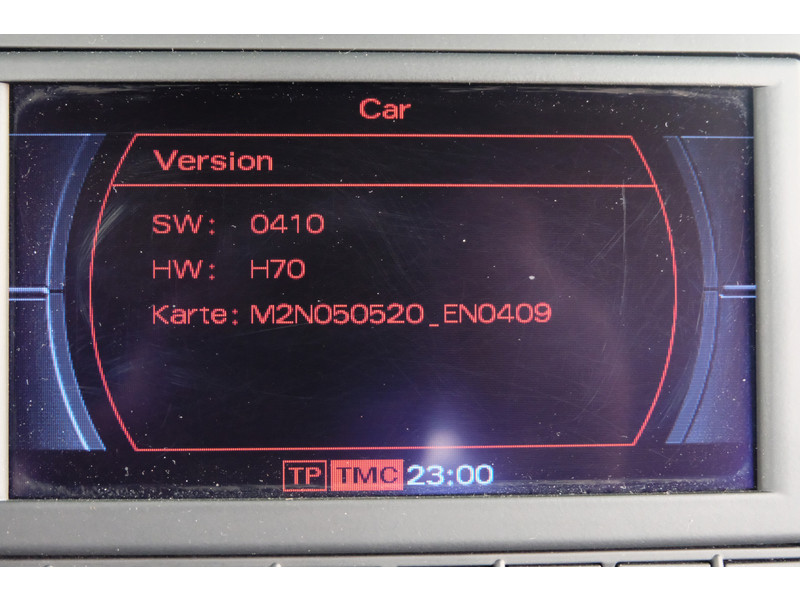 Car
Version
SW: 0410
HW: H70
Karte: M2N050520_EN0409
TP TMC 23:00